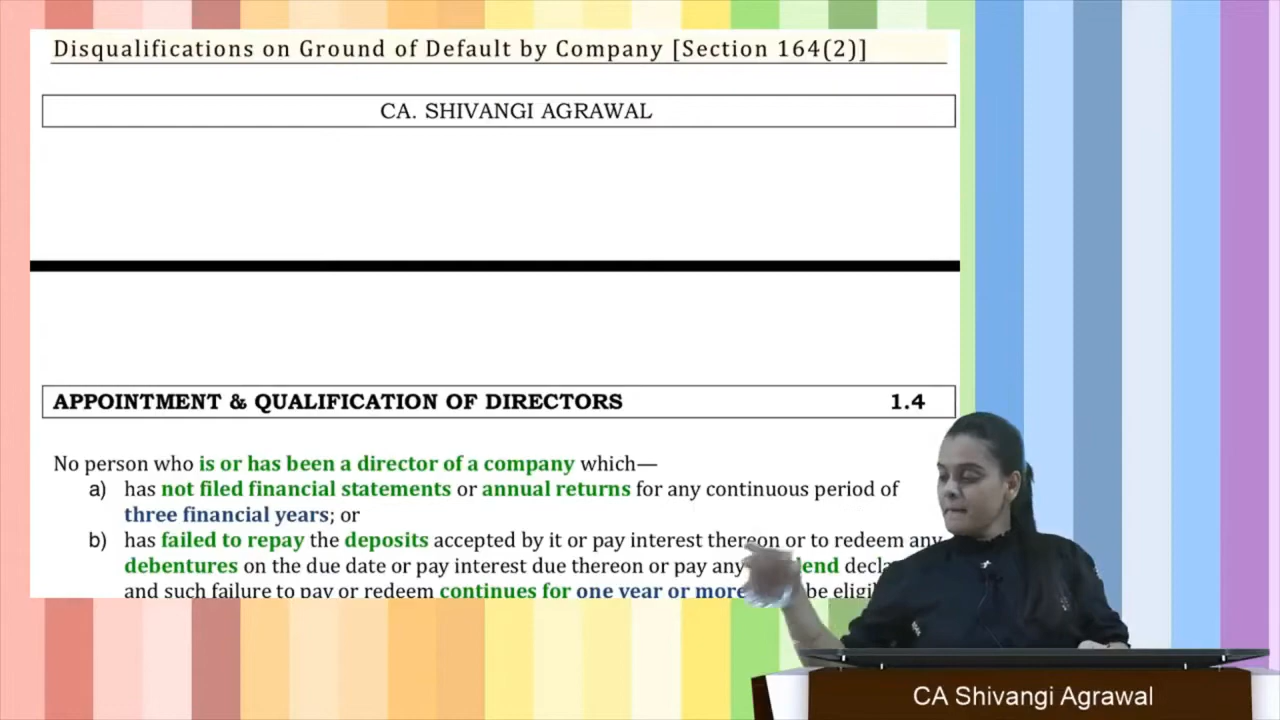 Disqualifications on Ground of Default by Company [Section 164(2)]
CA. SHIVANGI AGRAWAL
APPOINTMENT & QUALIFICATION OF DIRECTORS 1.4
No person who is or has been a director of a company which—
a) has not filed financial statements or annual returns for any continuous period of
three financial years; or
b) has failed to repay the deposits accepted by it or pay interest thereon or to redeem any
debentures on the due date or pay interest due thereon or pay any
and such failure to pay or redeem continues for one year or more be
CA Shivangi Agrawal